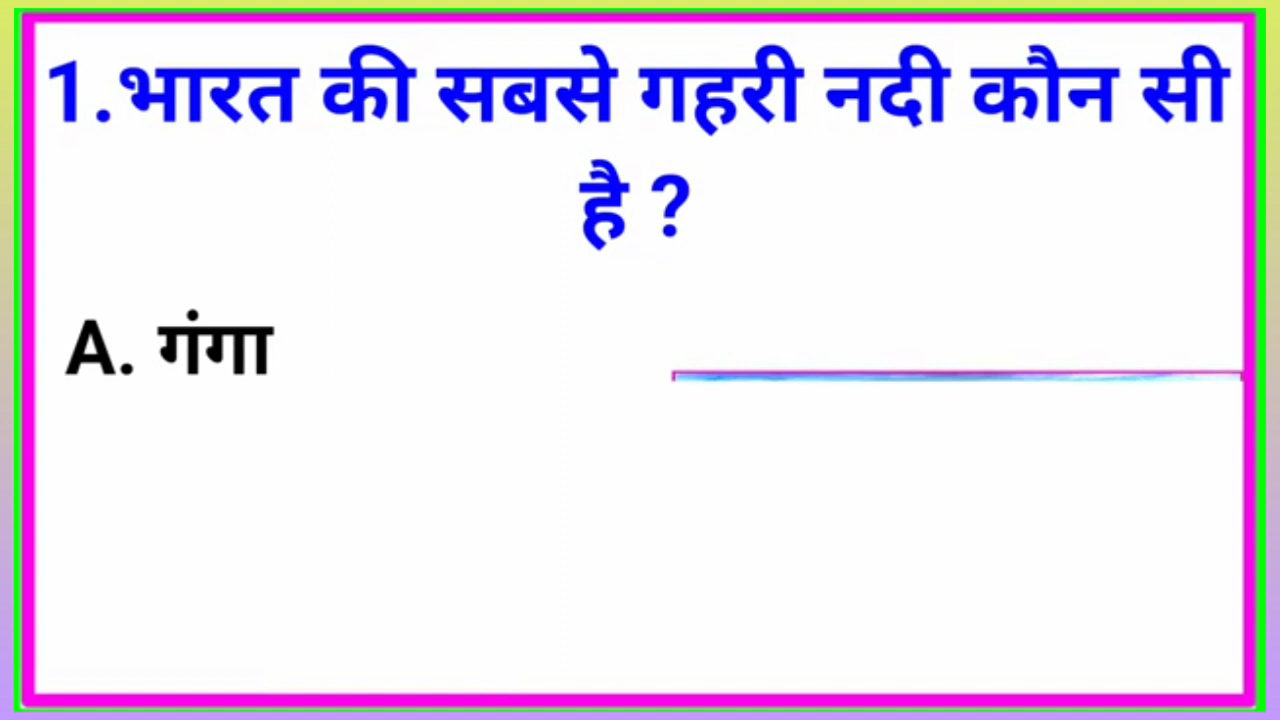 1.भारत की सबसे गहरी नदी कौन सी
है ?
A. गंगा